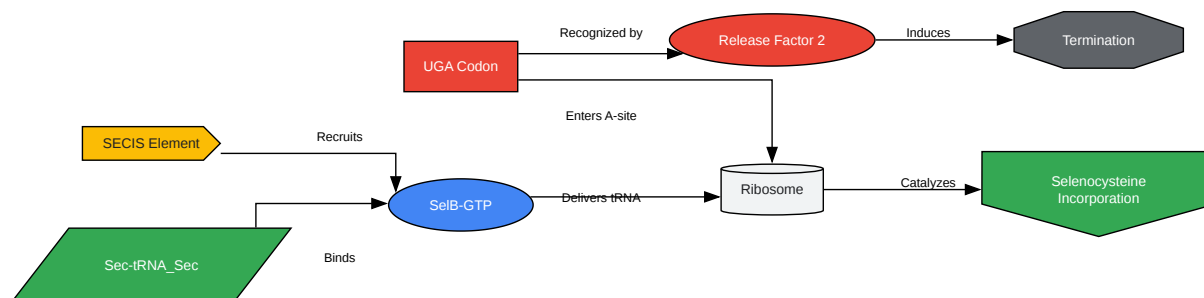 Recognized by
Release Factor 2
Induces
Termination
UGA Codon
Enters A-site
SECIS Element
Recruits
SelB-GTP
Delivers tRNA
Ribosome
Catalyzes
Selenocysteine
Incorporation
Sec-tRNA_Sec
Binds